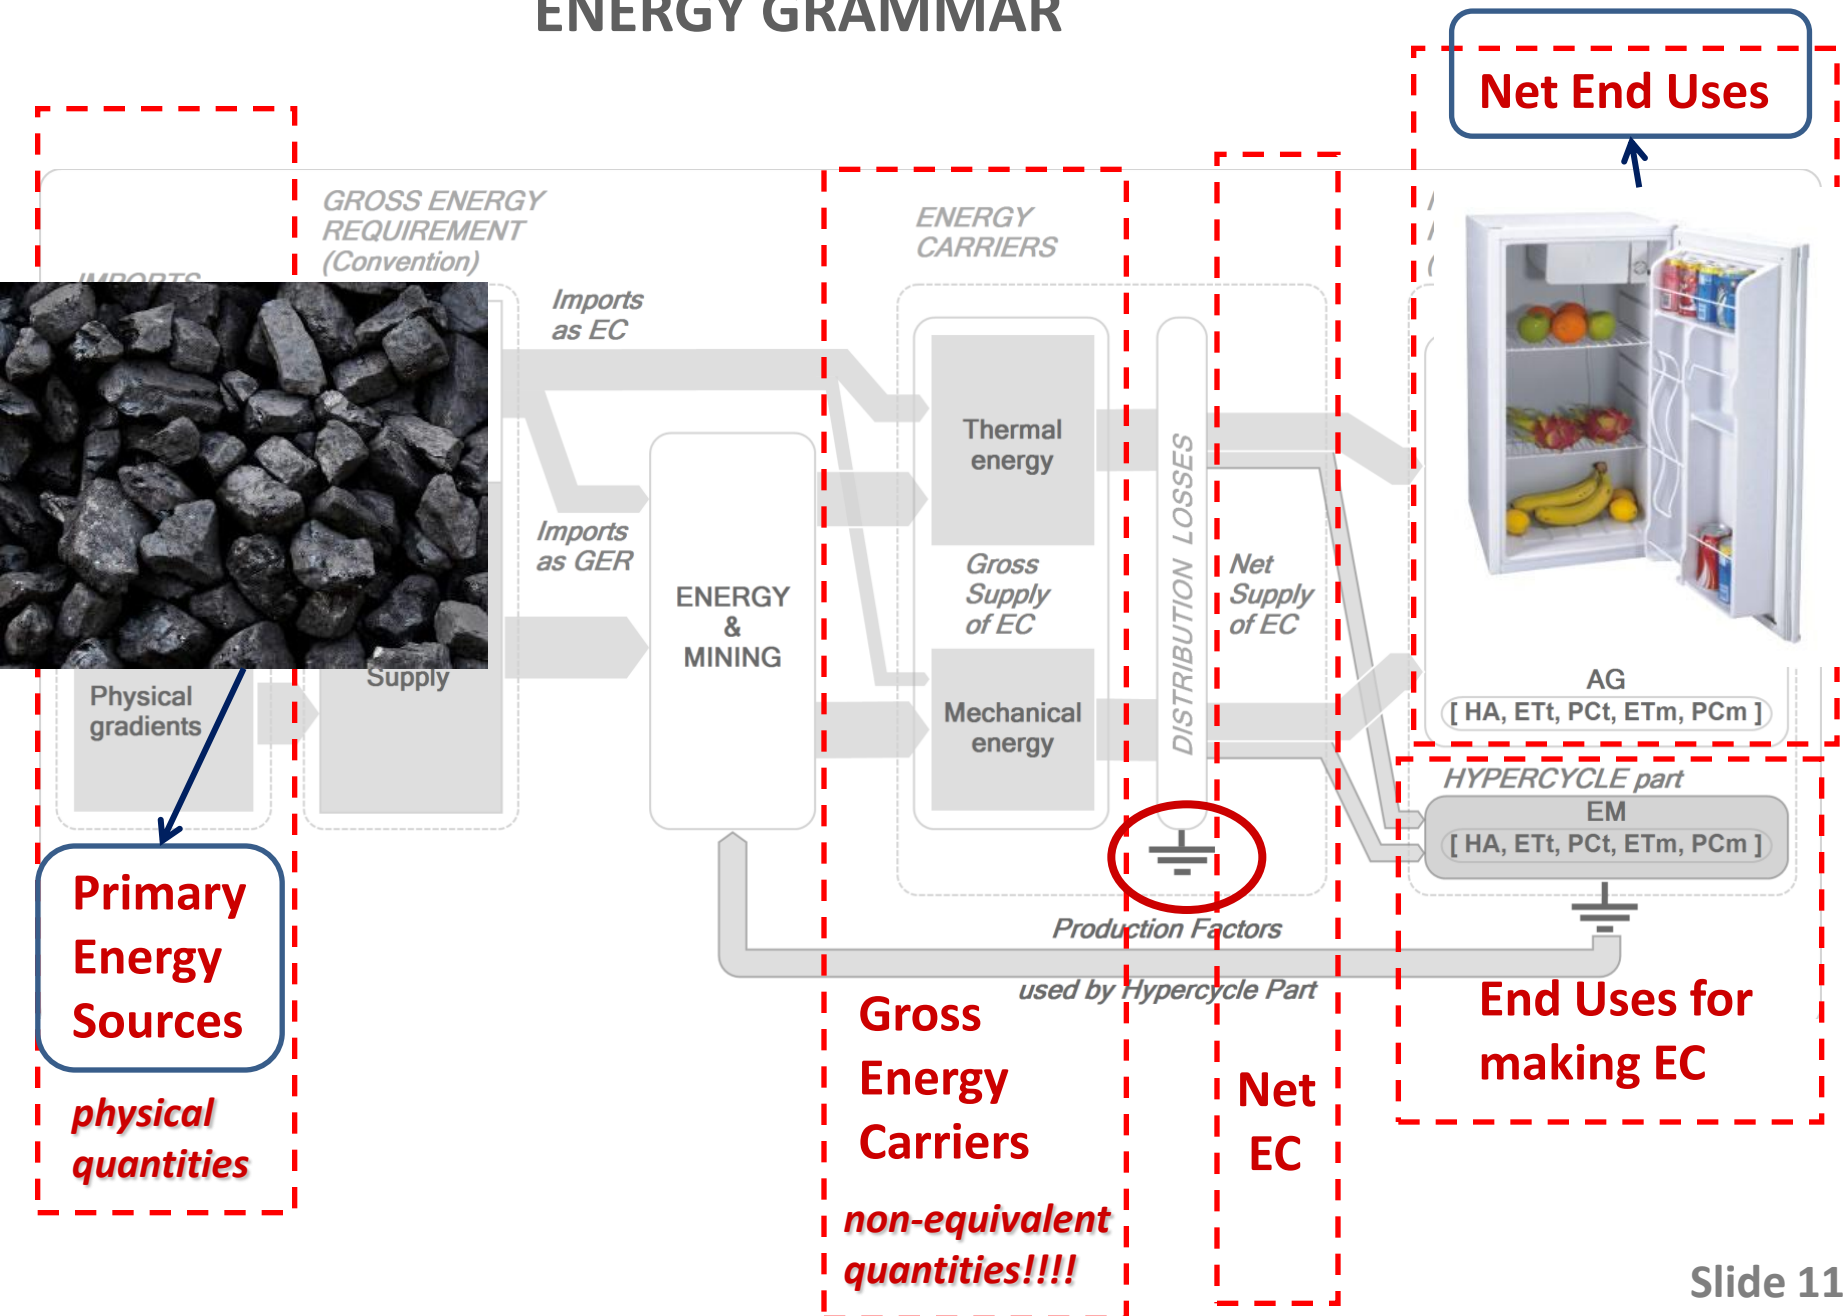 ENERGY GRAMMAR
Net End Uses
GROSS ENERGY
REQUIREMENT
(Convention)
IMPORTS
ENERGY
CARRIERS
Imports
as EC
Imports
as GER
Thermal
energy
ENERGY
&
MINING
Gross
Supply
of EC
DISTRIBUTION LOSSES
Net
Supply
of EC
Supply
Physical
gradients
Mechanical
energy
AG
[ HA, ETt, PCt, ETm, PCm ]
HYPERCYCLE part
EM
[ HA, ETt, PCt, ETm, PCm ]
Production Factors
used by Hypercycle Part
Primary
Energy
Sources
physical
quantities
Gross
Energy
Carriers
non-equivalent
quantities!!!!
Net
EC
End Uses for
making EC
Slide 11